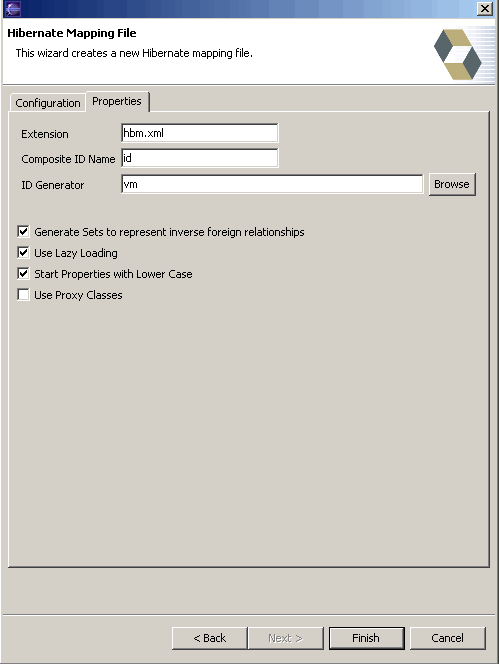 Hibernate Mapping File
This wizard creates a new Hibernate mapping file.
Configuration
Properties
Extension
hbm.xml
Composite ID Name
id
ID Generator
vm
Browse
Generate Sets to represent inverse foreign relationships
Use Lazy Loading
Start Properties with Lower Case
Use Proxy Classes
< Back
Next >
Finish
Cancel